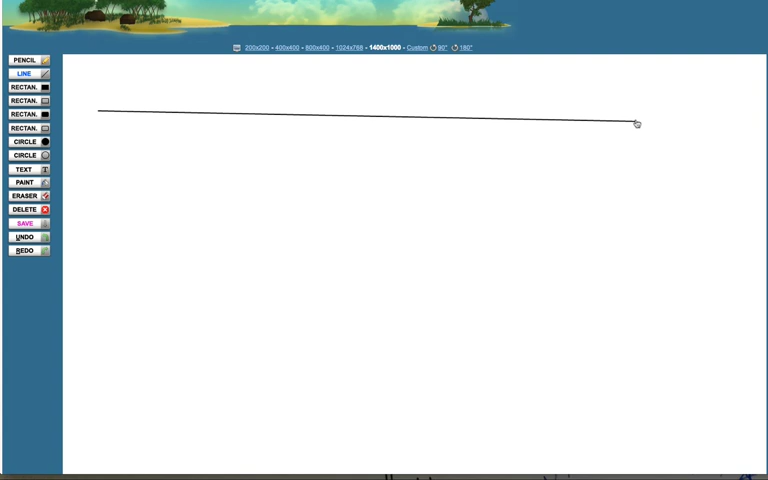 200x200 - 400x400 - 800x400 - 1024x768 - 1400x1000 - Custom 90° 180°
PENCIL
LINE
RECTAN.
RECTAN.
RECTAN.
RECTAN.
CIRCLE
CIRCLE
TEXT T
PAINT
ERASER
DELETE
SAVE
UNDO
REDO